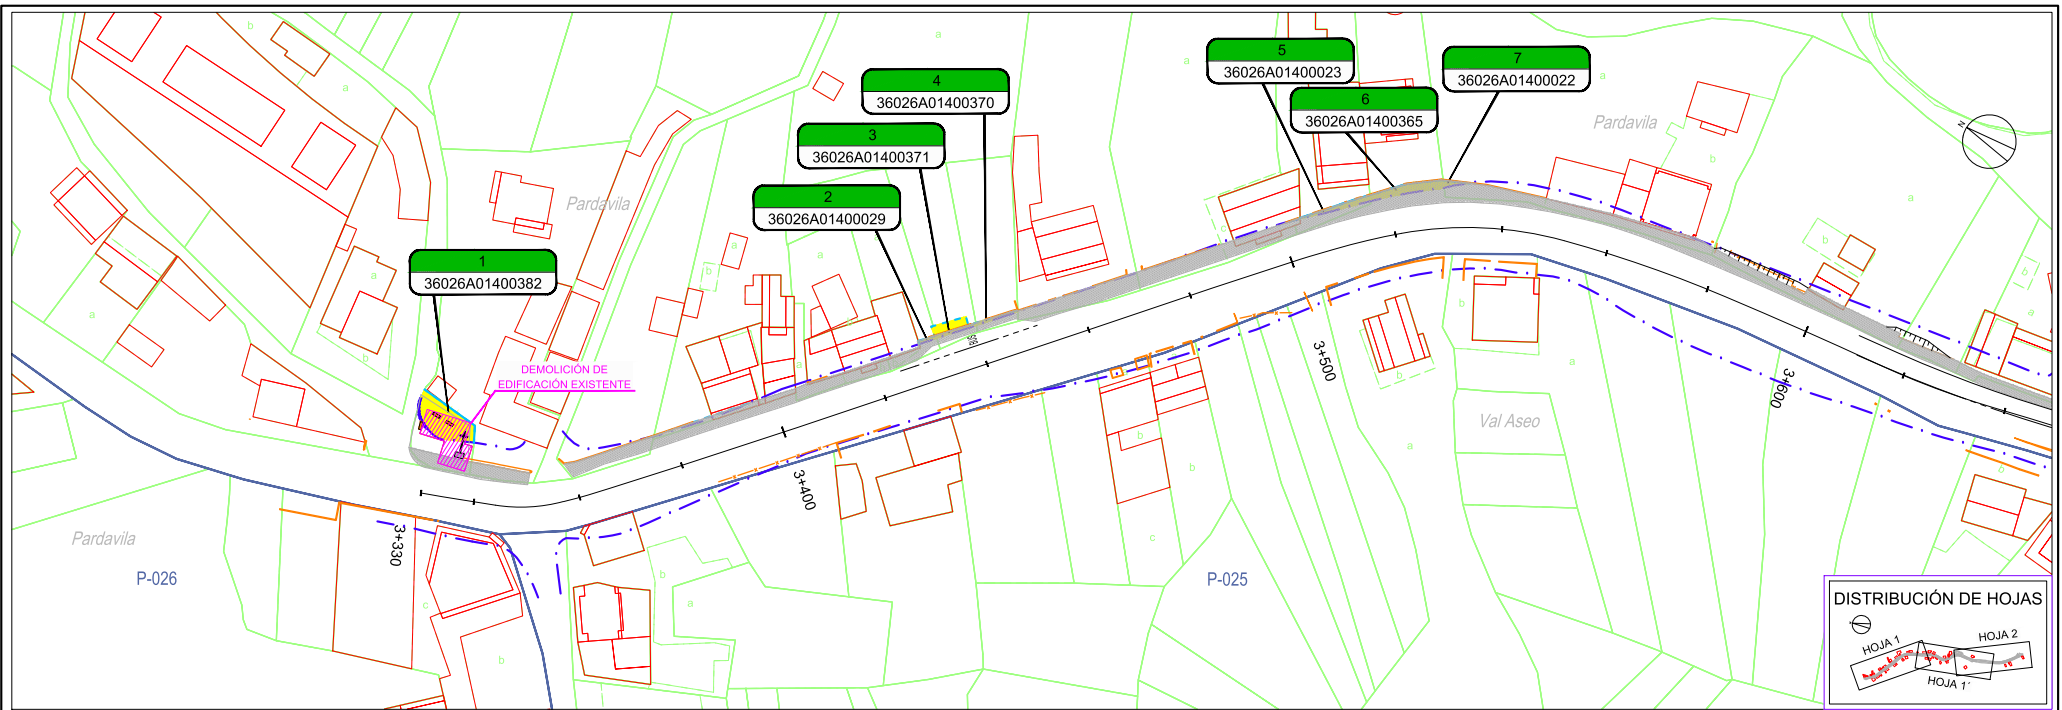 5
36026A01400023
7
36026A01400022
4
36026A01400370
6
36026A01400365
3
36026A01400371
2
36026A01400029
1
36026A01400382
Pardavila
Pardavila
N
DEMOLICIÓN DE
EDIFICACIÓN EXISTENTE
3+500
3+600
Val Aseo
3+400
3+330
Pardavila
P-026
P-025
DISTRIBUCIÓN DE HOJAS
HOJA 1
HOJA 2
HOJA 1´
b
a
a
a
a
a
b
a
b
a
b
a
a
b
c
b
a
b
b
a
a
b
c
b
a
c
b
b
a